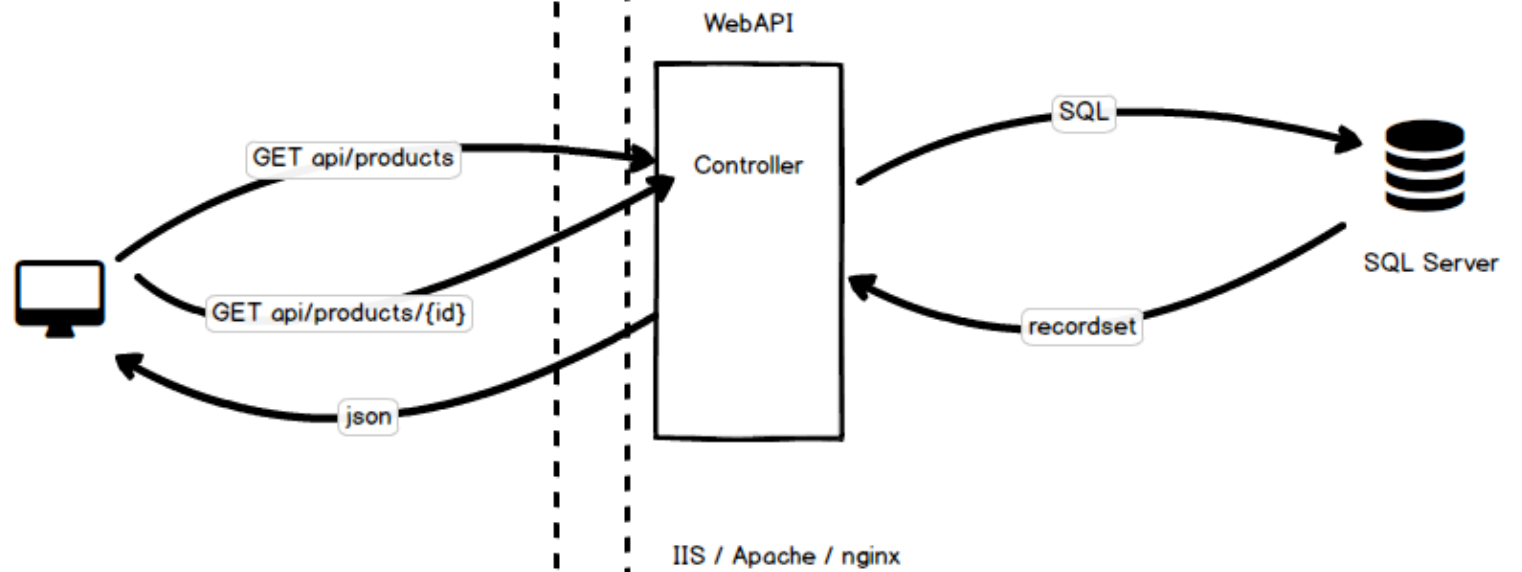 WebAPI
SQL
GET api/products
Controller
SQL Server
GET api/products/{id}
recordset
json
IIS / Apache / nginx